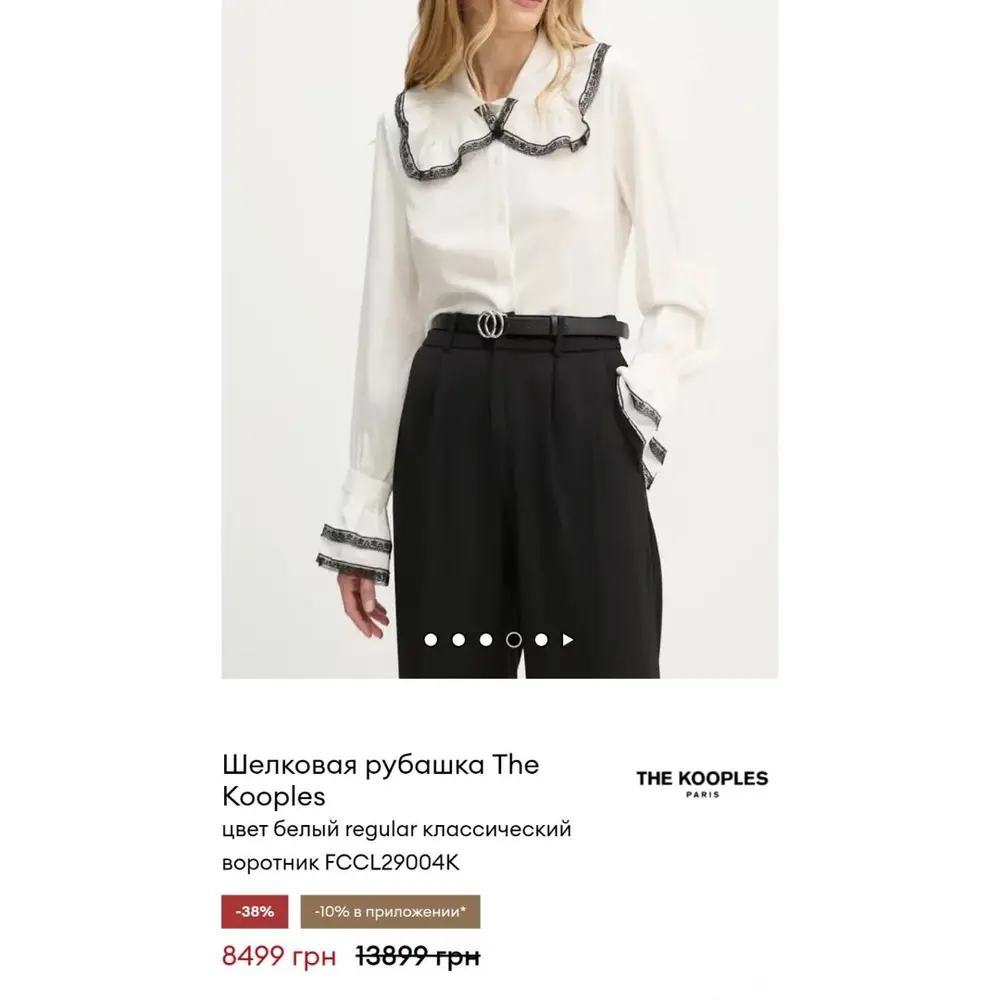 Шелковая рубашка The
Kooples
THE KOOPLES
PARIS
цвет белый regular классический
воротник FCCL29004K
-38%
-10% в приложении*
8499 грн 13899 грн